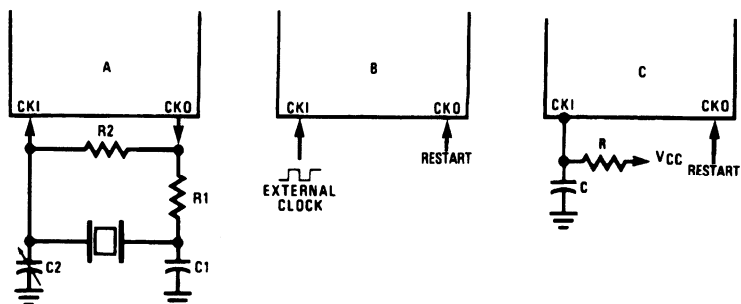 A
CKI
CKO
R2
R1
C2
C1
B
CKI
CKO
EXTERNAL
CLOCK
RESTART
C
CKI
CKO
R
VCC
C
RESTART